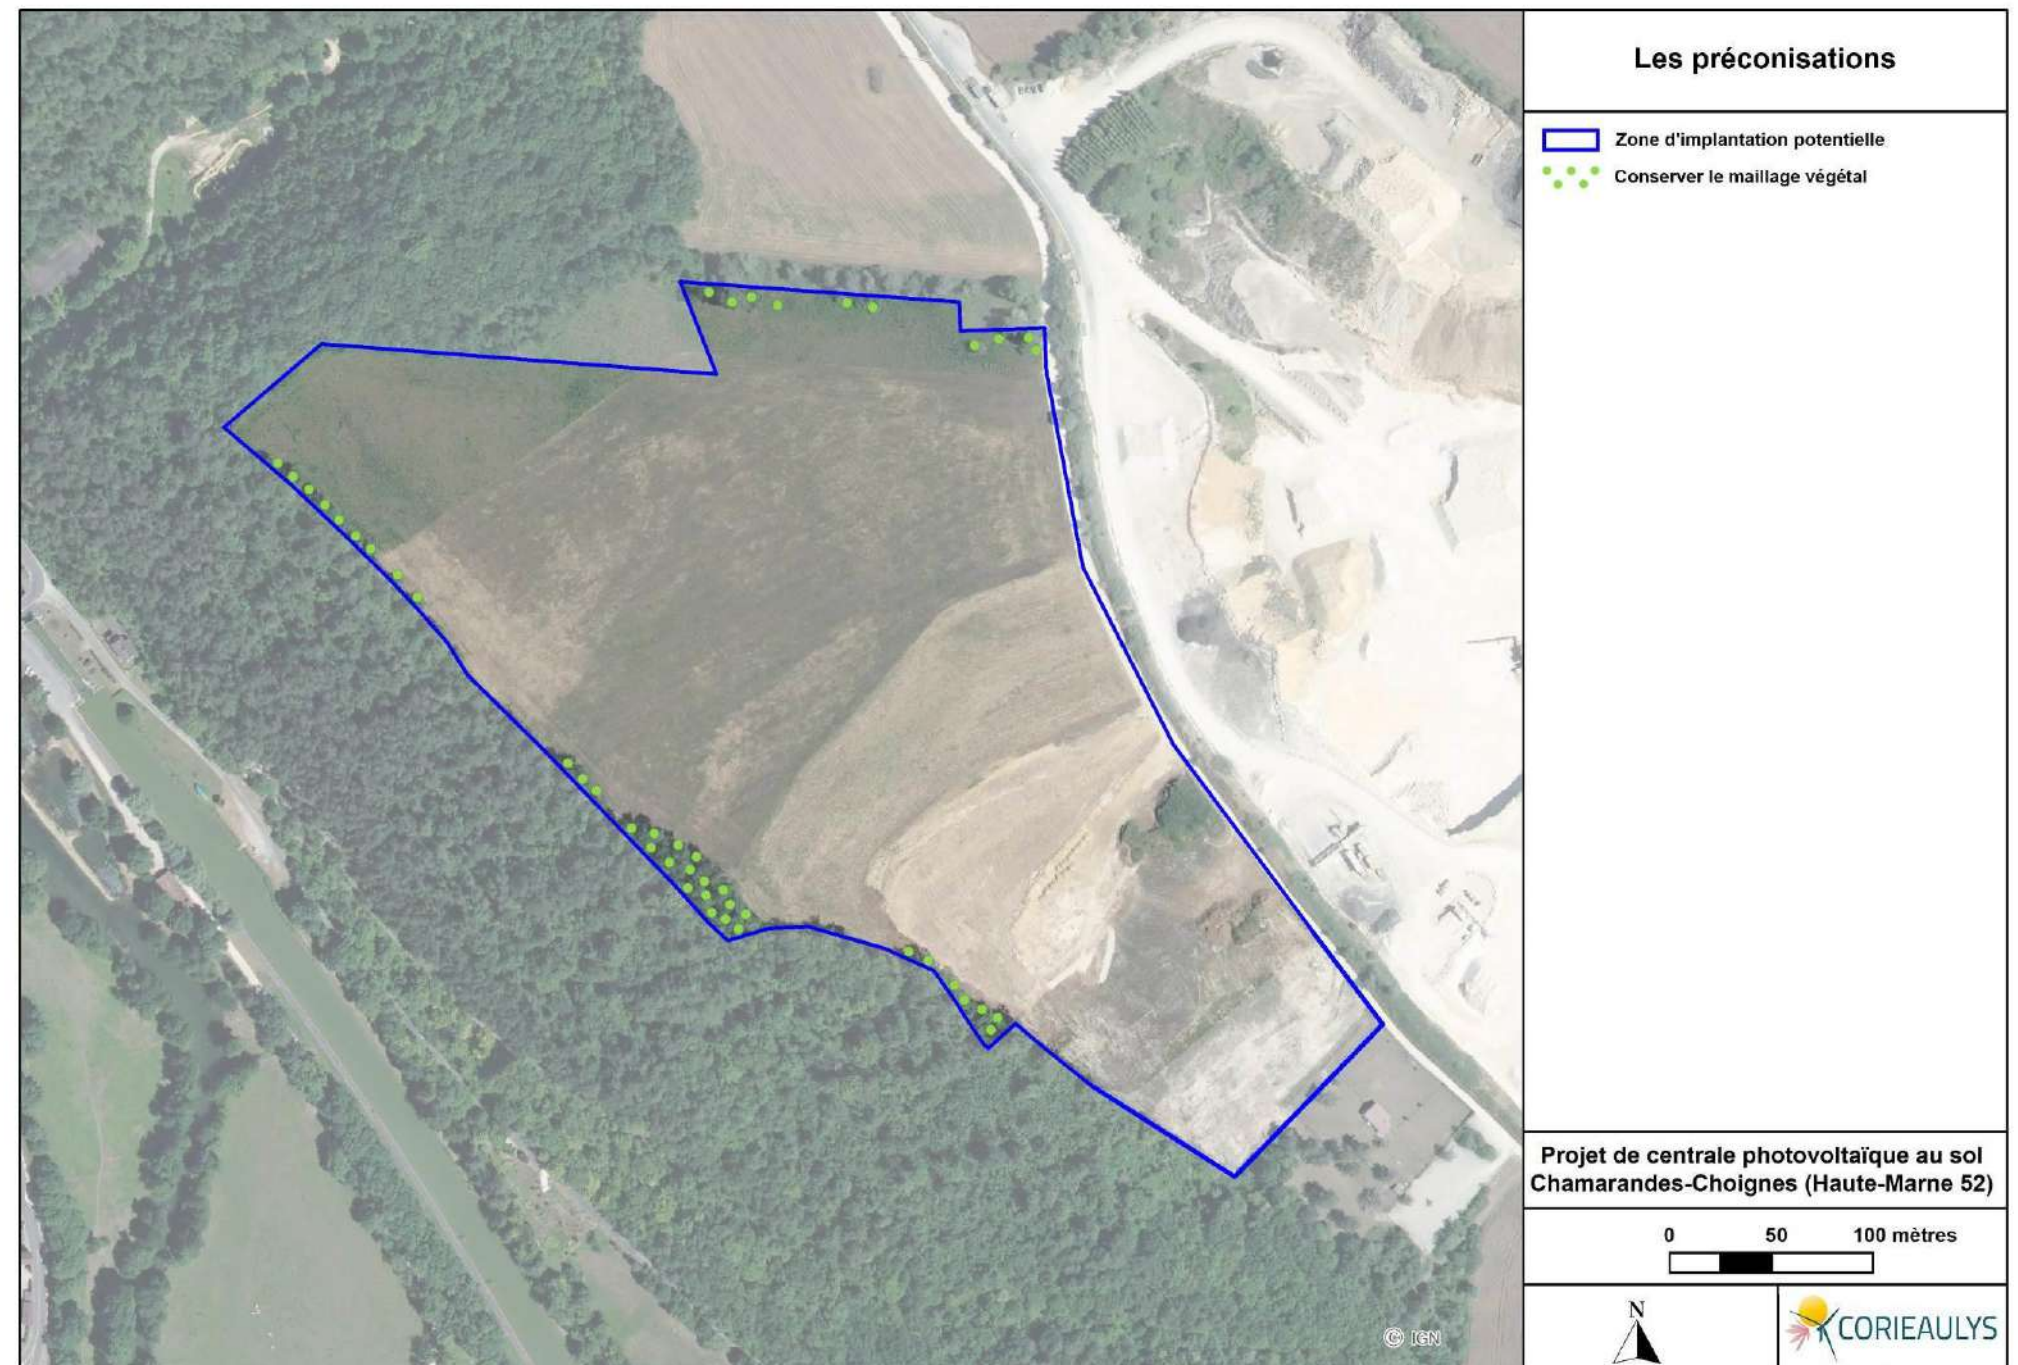 Les préconisations
Zone d'implantation potentielle
Conserver le maillage végétal
Projet de centrale photovoltaïque au sol
Chamarandes-Choignes (Haute-Marne 52)
0 50 100 mètres
N
CORIEAULYS
© IGN